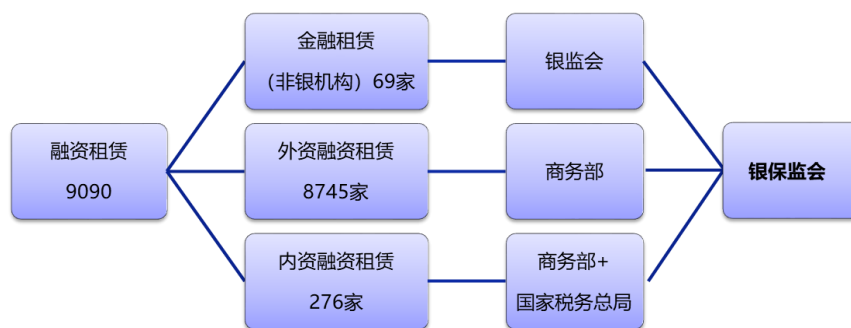 融资租赁
9090
金融租赁
（非银机构）69家
银监会
外资融资租赁
8745家
商务部
内资融资租赁
276家
商务部+
国家税务总局
银保监会